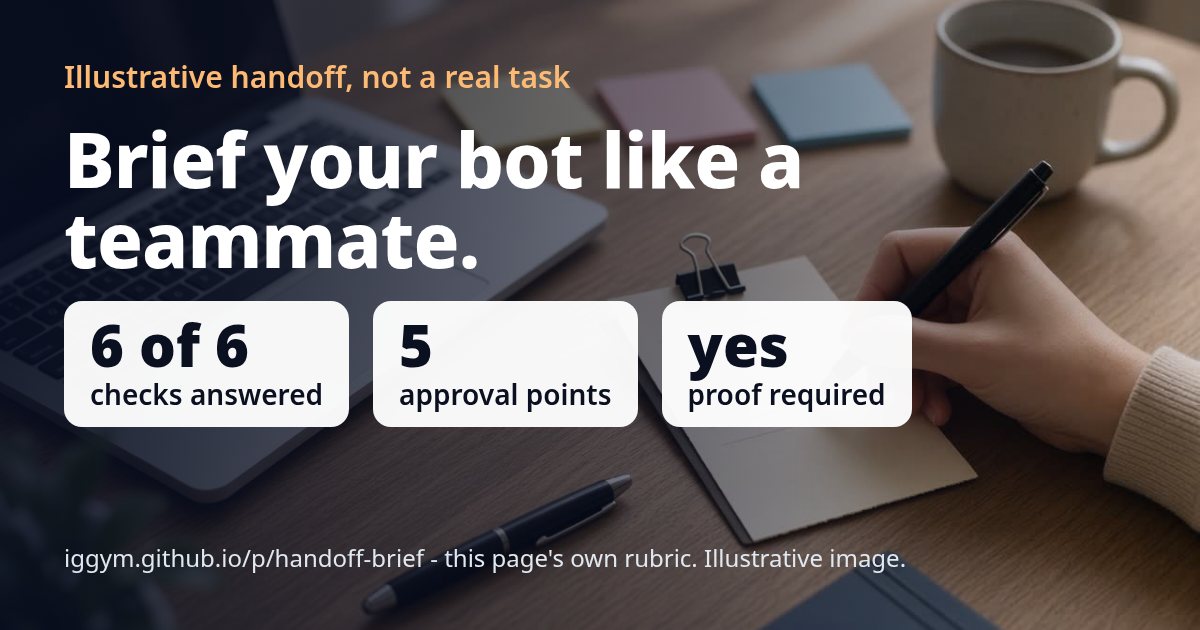 Illustrative handoff, not a real task
Brief your bot like a
teammate.
6 of 6
checks answered
5
approval points
yes
proof required
iggym.github.io/p/handoff-brief - this page's own rubric. Illustrative image.